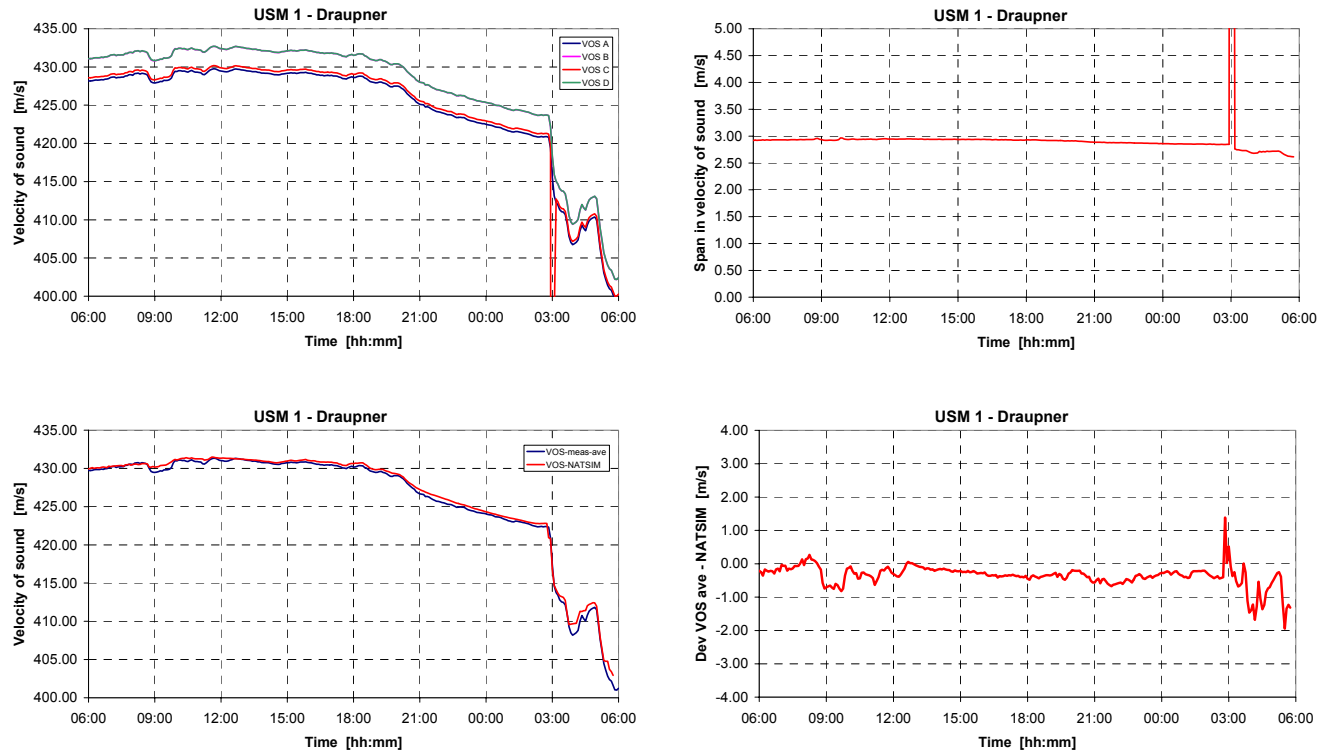 USM 1 - Draupner
435.00
430.00
425.00
420.00
415.00
410.00
405.00
400.00
Velocity of sound [m/s]
VOS A
VOS B
VOS C
VOS D
06:00 09:00 12:00 15:00 18:00 21:00 00:00 03:00 06:00
Time [hh:mm]
USM 1 - Draupner
5.00
4.50
4.00
3.50
3.00
2.50
2.00
1.50
1.00
0.50
0.00
Span in velocity of sound [m/s]
06:00 09:00 12:00 15:00 18:00 21:00 00:00 03:00 06:00
Time [hh:mm]
USM 1 - Draupner
435.00
430.00
425.00
420.00
415.00
410.00
405.00
400.00
Velocity of sound [m/s]
VOS-meas-ave
VOS-NATSIM
06:00 09:00 12:00 15:00 18:00 21:00 00:00 03:00 06:00
Time [hh:mm]
USM 1 - Draupner
4.00
3.00
2.00
1.00
0.00
-1.00
-2.00
-3.00
-4.00
Dev VOS ave - NATSIM [m/s]
06:00 09:00 12:00 15:00 18:00 21:00 00:00 03:00 06:00
Time [hh:mm]